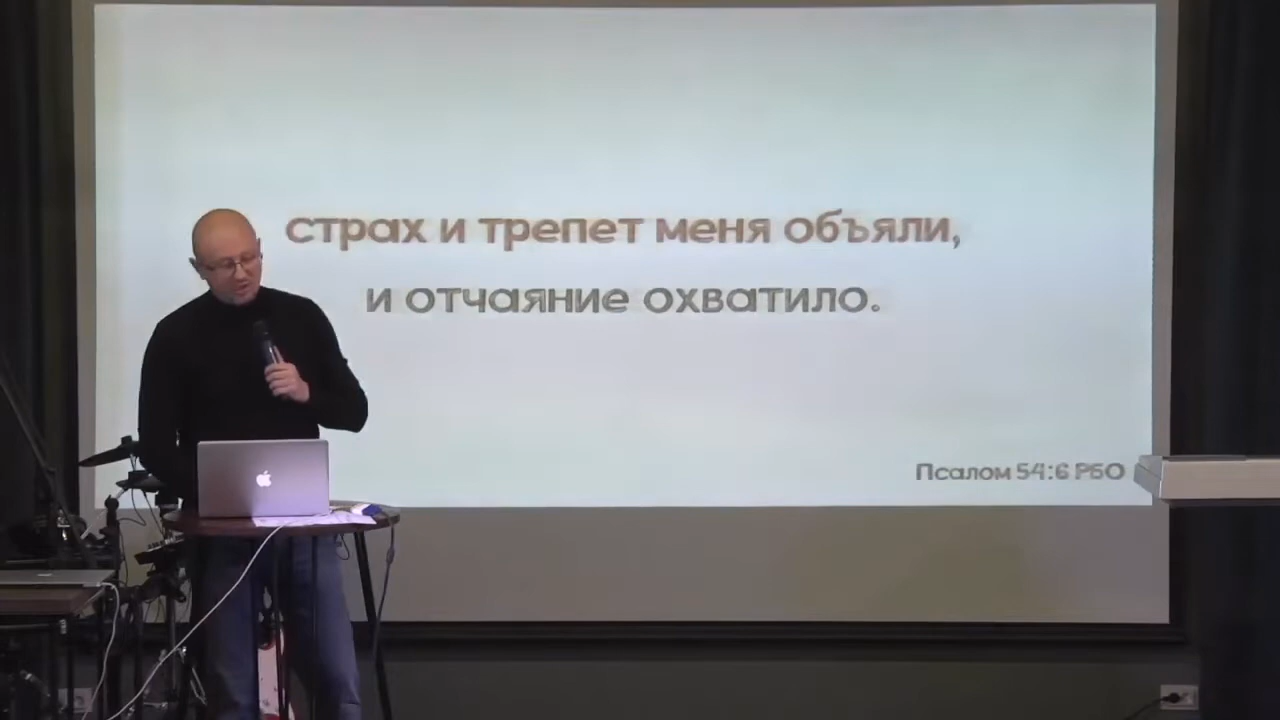 страх и трепет меня объяли,
и отчаяние охватило.
Псалом 54:6 РБО